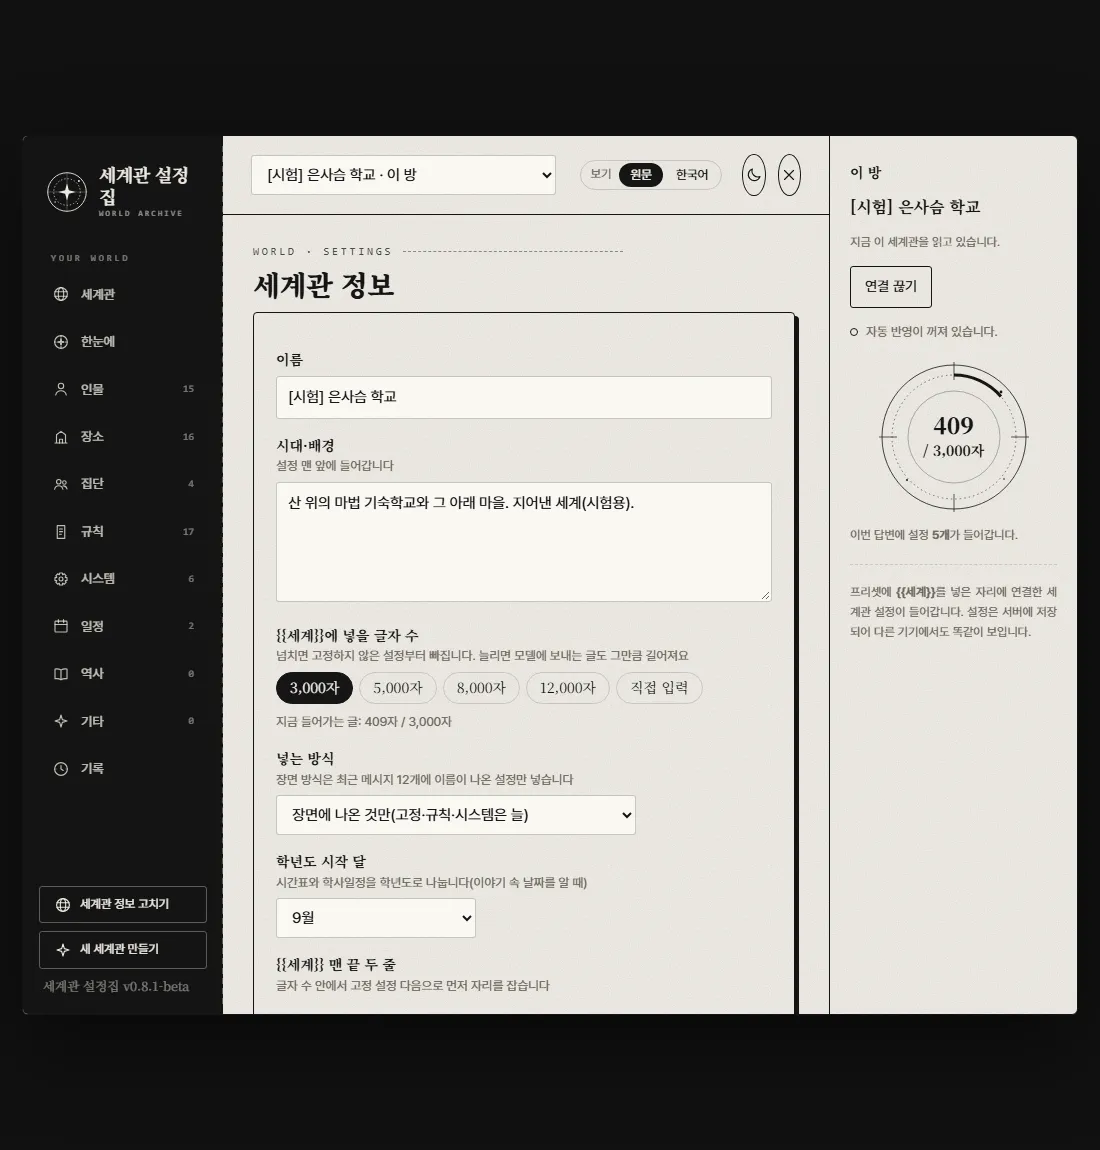 세계관 설정
집
WORLD ARCHIVE
YOUR WORLD
세계관
한눈에
인물 15
장소 16
집단 4
규칙 17
시스템 6
일정 2
역사 0
기타 0
기록
세계관 정보 고치기
새 세계관 만들기
세계관 설정집 v0.8.1-beta
[시험] 은사슴 학교 · 이 방
보기 원문 한국어
WORLD · SETTINGS
세계관 정보
이름
[시험] 은사슴 학교
시대·배경
설정 맨 앞에 들어갑니다
산 위의 마법 기숙학교와 그 아래 마을. 지어낸 세계(시험용).
{{세계}}에 넣을 글자 수
넘치면 고정하지 않은 설정부터 빠집니다. 늘리면 모델에 보내는 글도 그만큼 길어져요
3,000자 5,000자 8,000자 12,000자 직접 입력
지금 들어가는 글: 409자 / 3,000자
넣는 방식
장면 방식은 최근 메시지 12개에 이름이 나온 설정만 넣습니다
장면에 나온 것만(고정·규칙·시스템은 늘)
학년도 시작 달
시간표와 학사일정을 학년도로 나눕니다(이야기 속 날짜를 알 때)
9월
{{세계}} 맨 끝 두 줄
글자 수 안에서 고정 설정 다음으로 먼저 자리를 잡습니다
이 방
[시험] 은사슴 학교
지금 이 세계관을 읽고 있습니다.
연결 끊기
자동 반영이 꺼져 있습니다.
409
/ 3,000자
이번 답변에 설정 5개가 들어갑니다.
프리셋에 {{세계}}를 넣은 자리에 연결한 세
계관 설정이 들어갑니다. 설정은 서버에 저장
되어 다른 기기에서도 똑같이 보입니다.